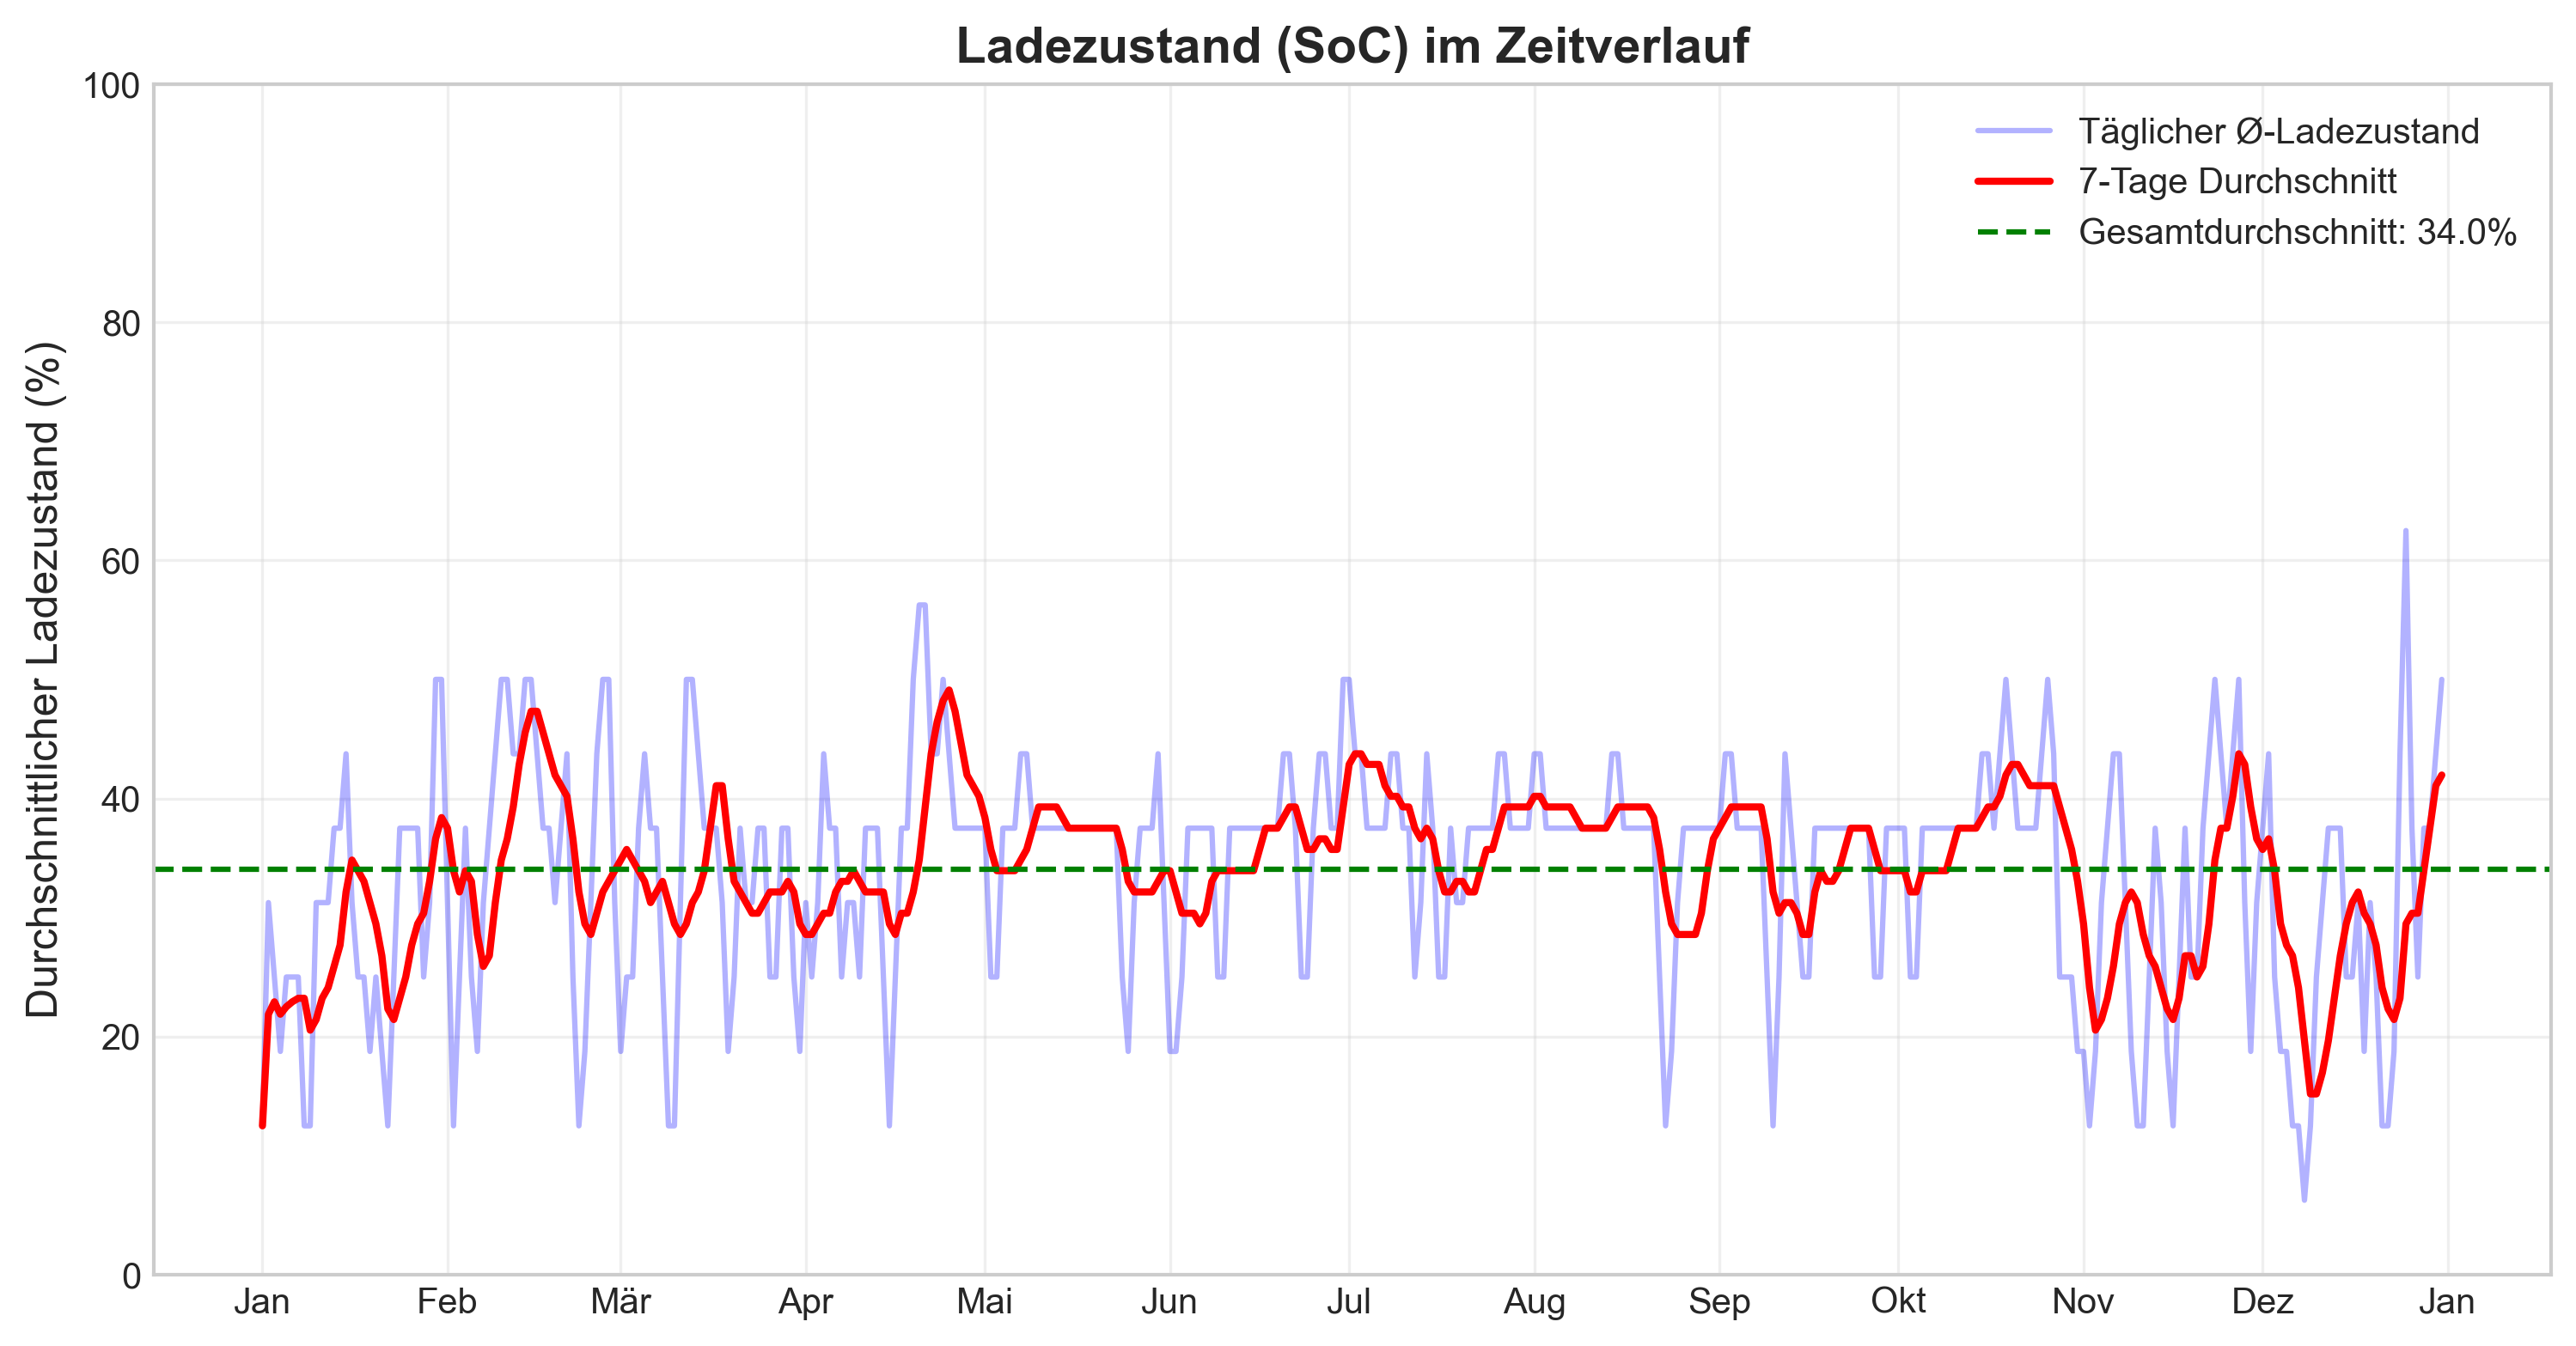 Ladezustand (SoC) im Zeitverlauf
Durchschnittlicher Ladezustand (%)
100
80
60
40
20
0
Täglicher Ø-Ladezustand
7-Tage Durchschnitt
Gesamtdurchschnitt: 34.0%
Jan Feb Mär Apr Mai Jun Jul Aug Sep Okt Nov Dez Jan